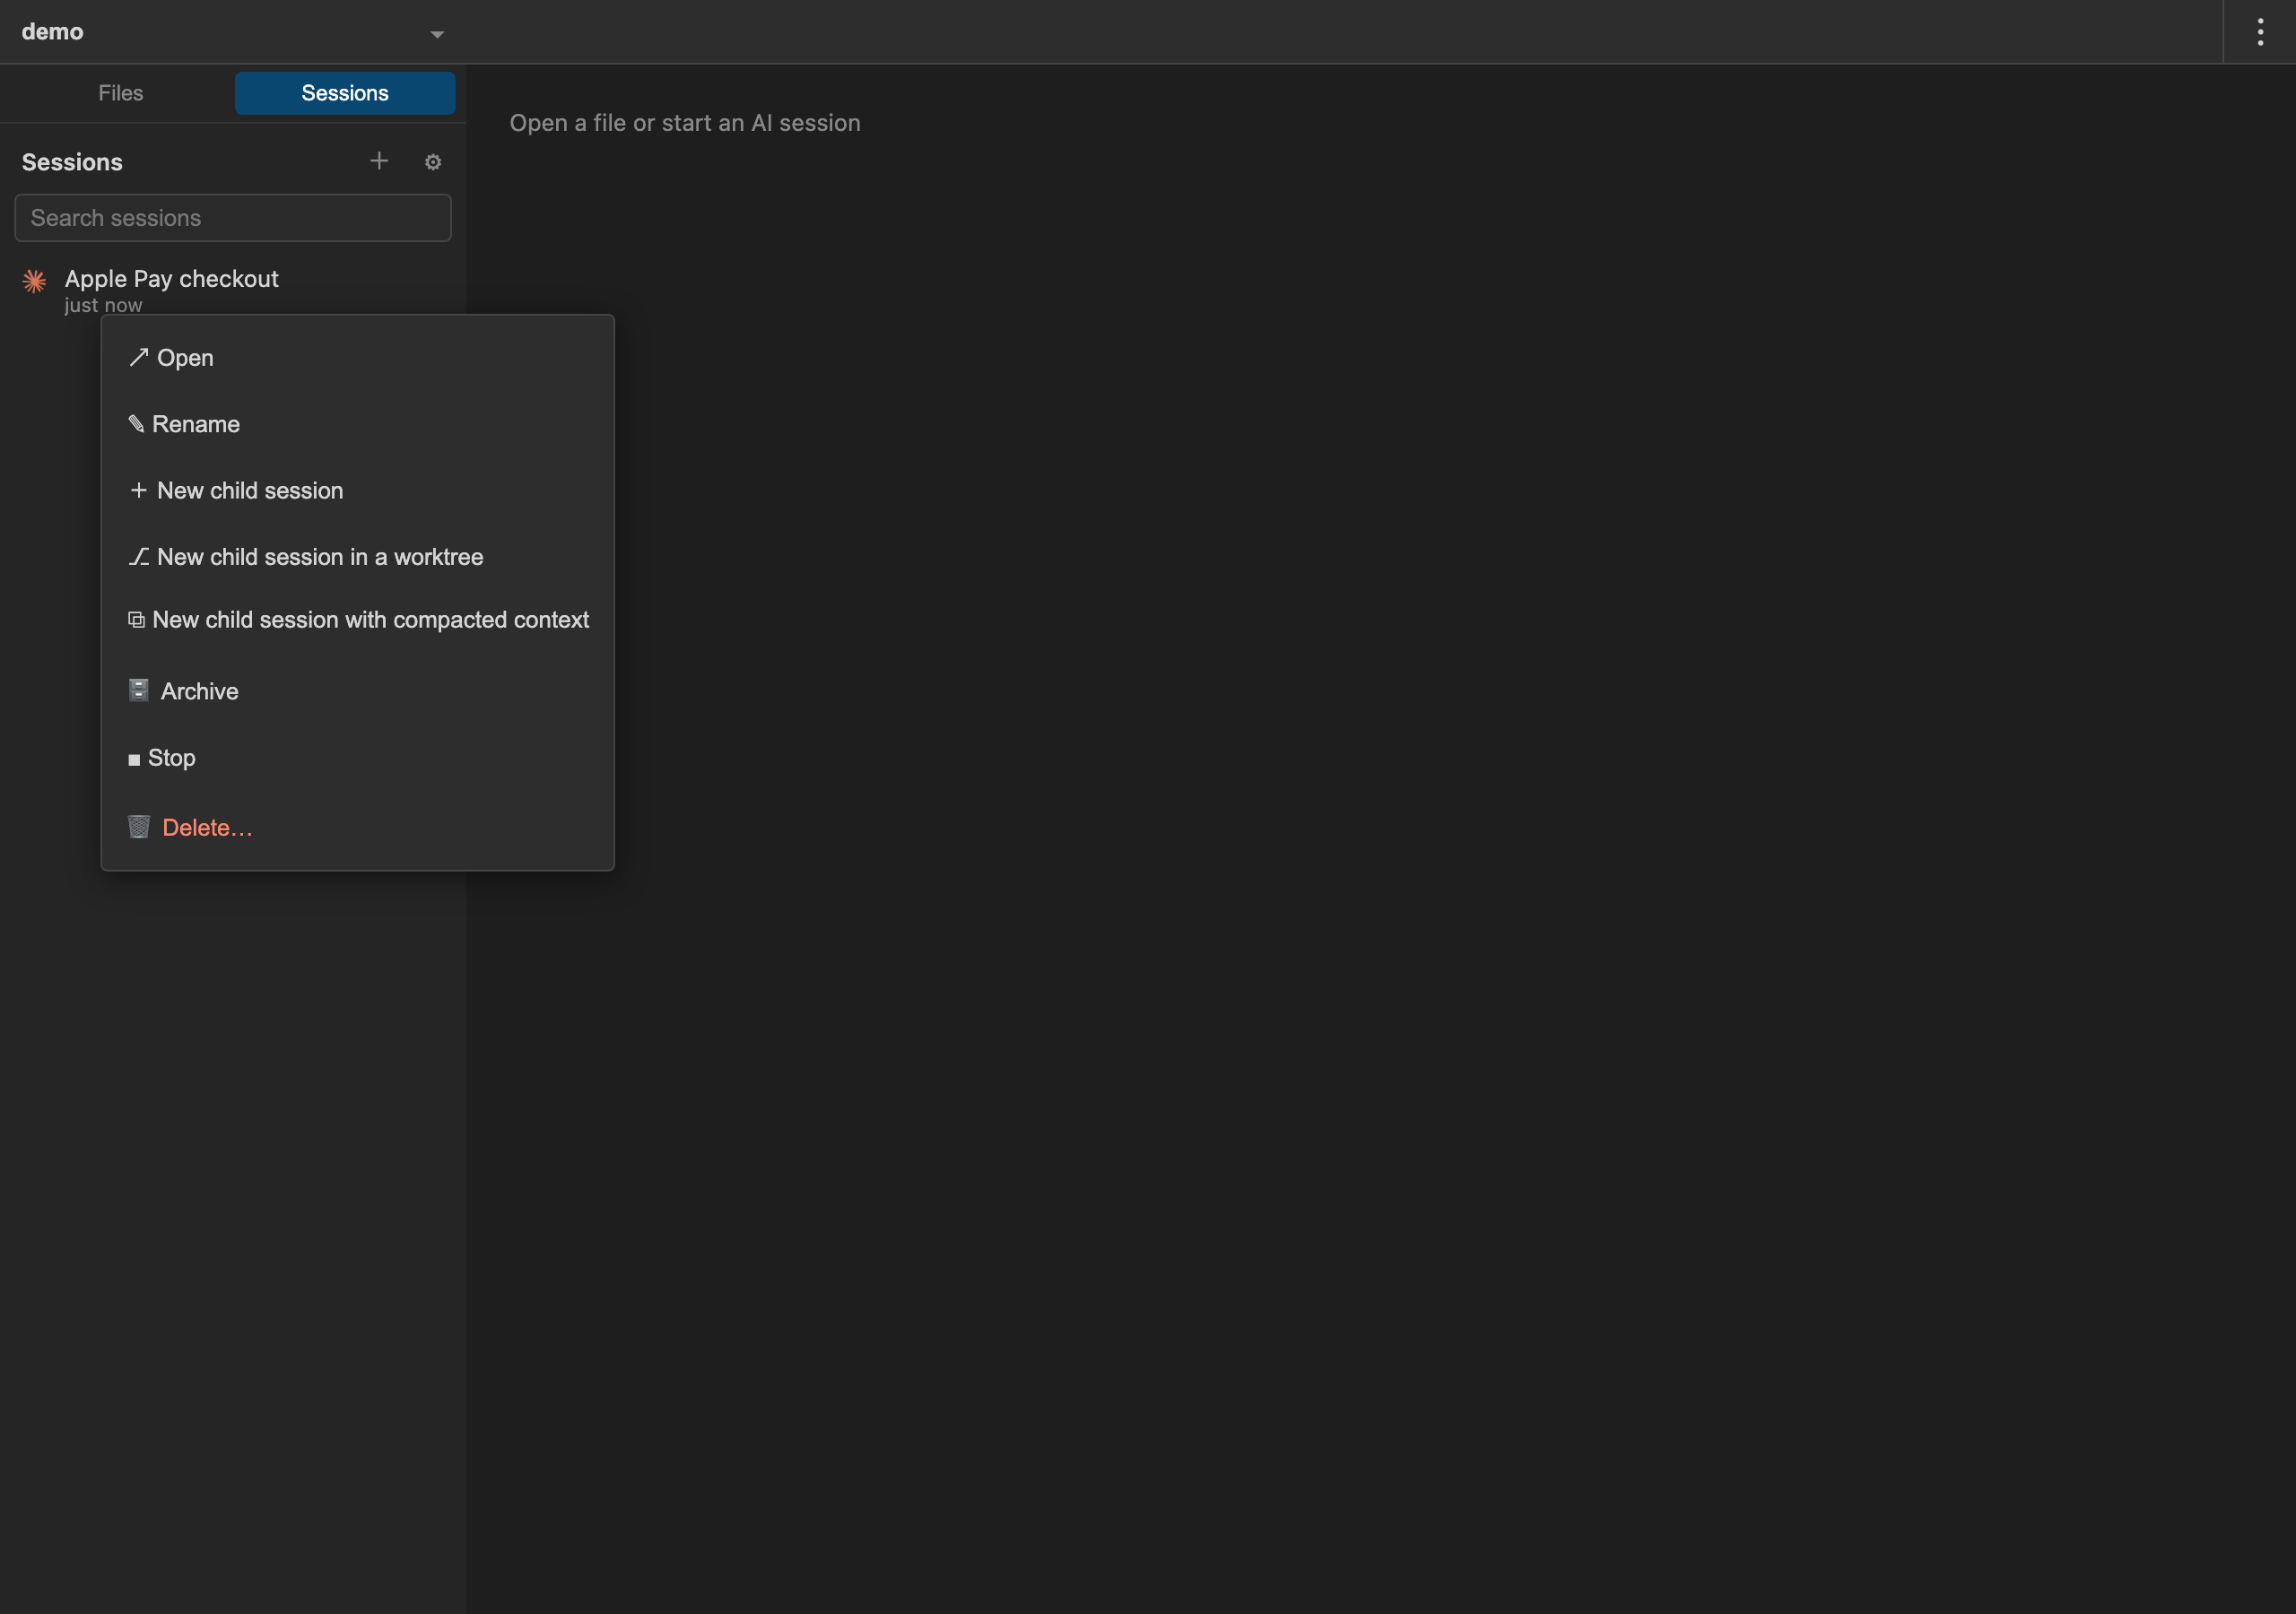 demo
Files
Sessions
Open a file or start an AI session
Sessions
Search sessions
Apple Pay checkout
just now
Open
Rename
New child session
New child session in a worktree
New child session with compacted context
Archive
Stop
Delete…